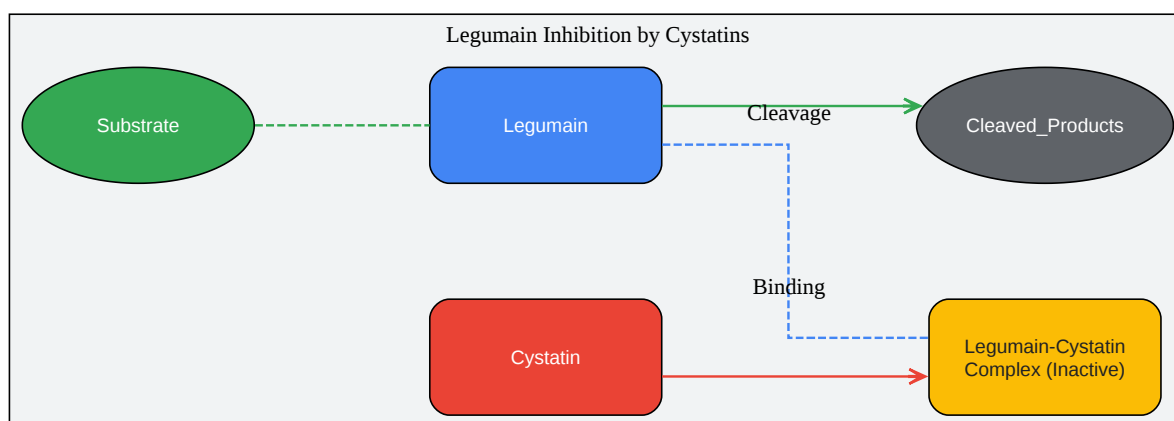 Legumain Inhibition by Cystatins
Substrate
Legumain
Cleavage
Cleaved_Products
Binding
Cystatin
Legumain-Cystatin
Complex (Inactive)